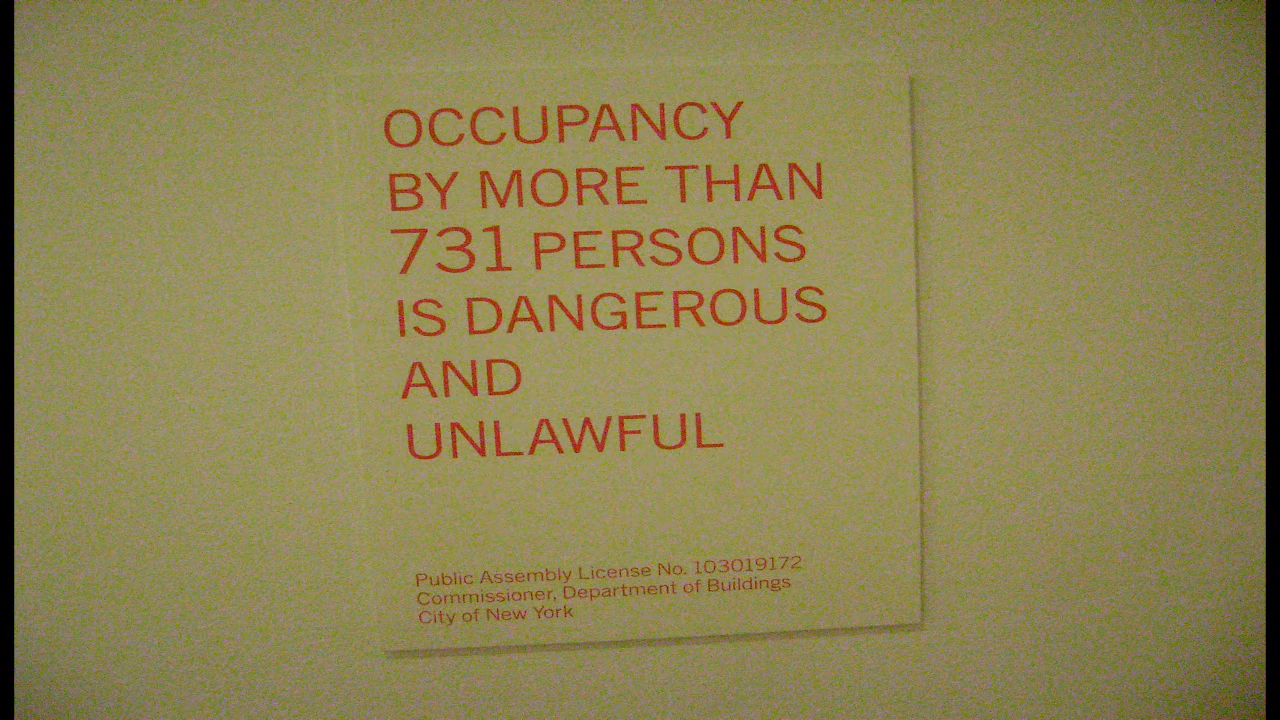 OCCUPANCY
BY MORE THAN
731 PERSONS
IS DANGEROUS
AND
UNLAWFUL
Public Assembly License No. 103019172
Commissioner, Department of Buildings
City of New York